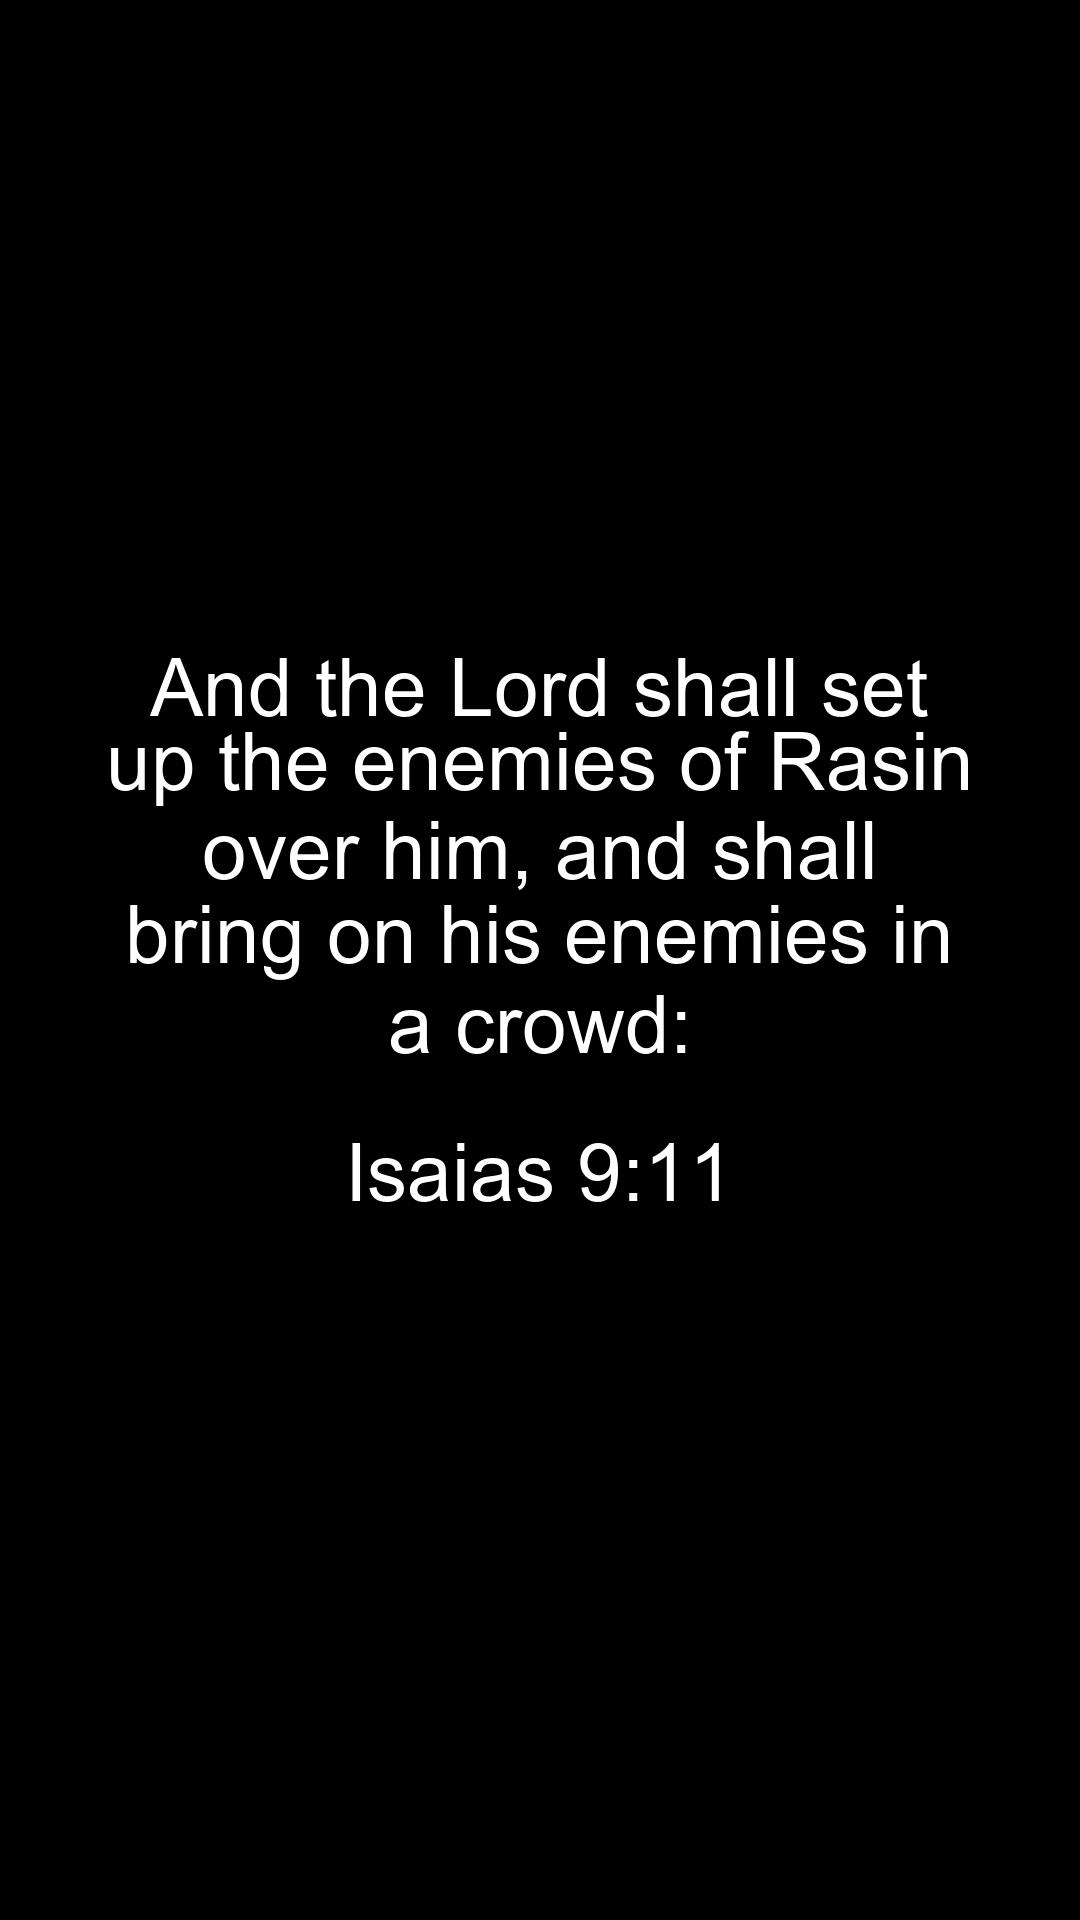 And the Lord shall set
up the enemies of Rasin
over him, and shall
bring on his enemies in
a crowd:
Isaias 9:11